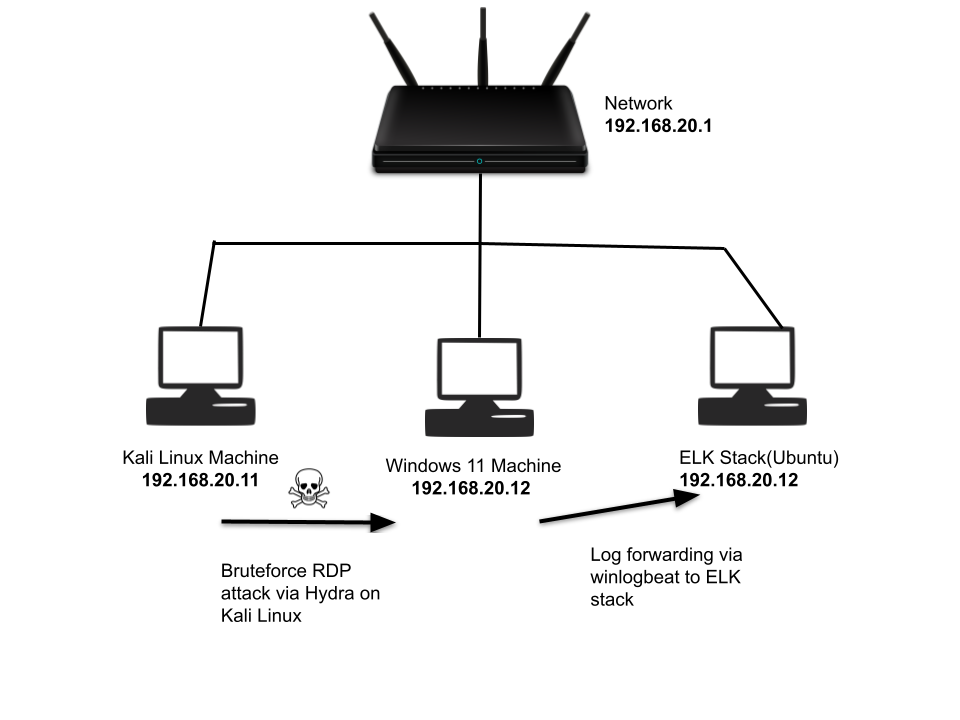 Network
192.168.20.1
Kali Linux Machine
192.168.20.11
Windows 11 Machine
192.168.20.12
ELK Stack(Ubuntu)
192.168.20.12
Bruteforce RDP
attack via Hydra on
Kali Linux
Log forwarding via
winlogbeat to ELK
stack